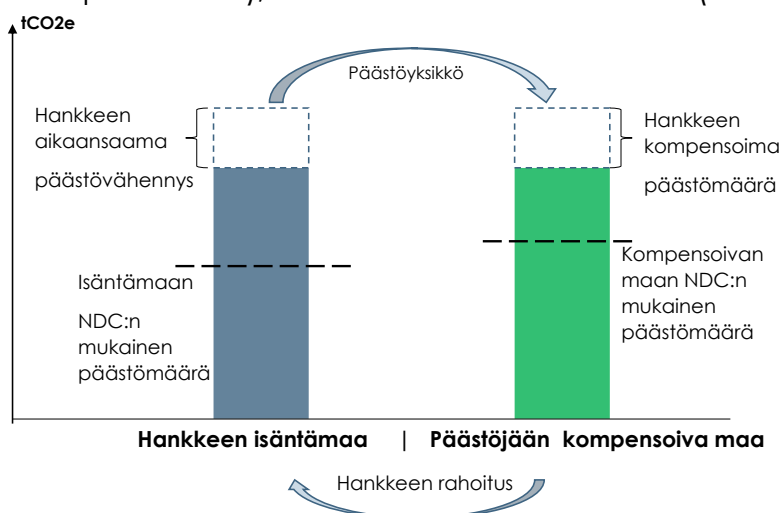 tCO2e
Päästöyksikkö
Hankkeen
aikaansaama
päästövähennys
Hankkeen
kompensoima
päästömäärä
Isäntämaan
NDC:n
mukainen
päästömäärä
Kompensoivan
maan NDC:n
mukainen
päästömäärä
Hankkeen isäntämaa | Päästöjään kompensoiva maa
Hankkeen rahoitus